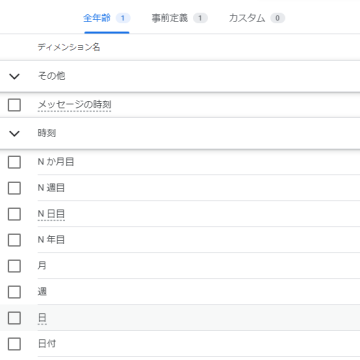 全年齢 1 事前定義 1 カスタム 0
ディメンション名
その他
メッセージの時刻
時刻
N か月目
N 週目
N 日目
N 年目
月
週
日
日付